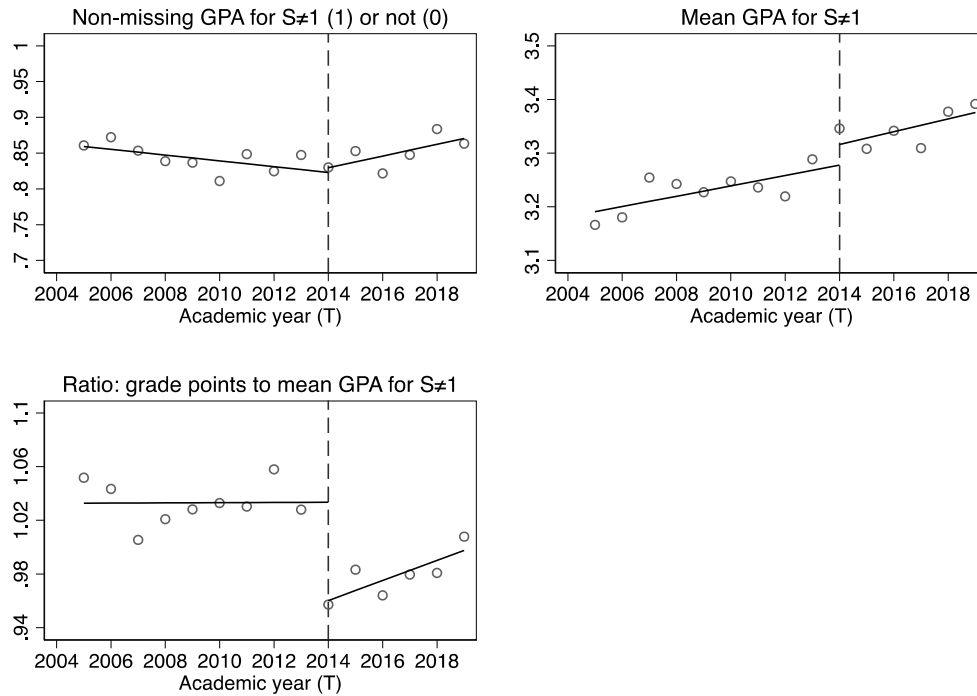 Non-missing GPA for S≠1 (1) or not (0)
1
.95
.9
.85
.8
.75
.7
2004 2006 2008 2010 2012 2014 2016 2018
Academic year (T)
Mean GPA for S≠1
3.5
3.4
3.3
3.2
3.1
2004 2006 2008 2010 2012 2014 2016 2018
Academic year (T)
Ratio: grade points to mean GPA for S≠1
1.1
1.06
1.02
.98
.94
2004 2006 2008 2010 2012 2014 2016 2018
Academic year (T)